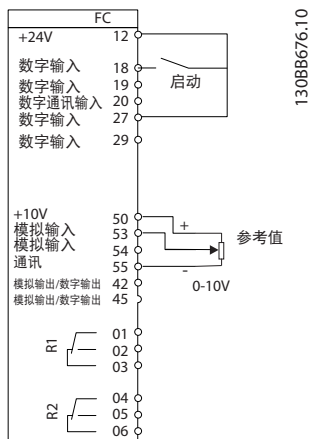 FC
+24V 12
数字输入 18
数字输入 19
数字通讯输入 20
数字输入 27
数字输入 29
启动
+10V 50
模拟输入 53
模拟输入 54
通讯 55
模拟输出/数字输出 42
模拟输出/数字输出 45
+
-
参考值
0-10V
R1
01
02
03
R2
04
05
06
130BB676.10